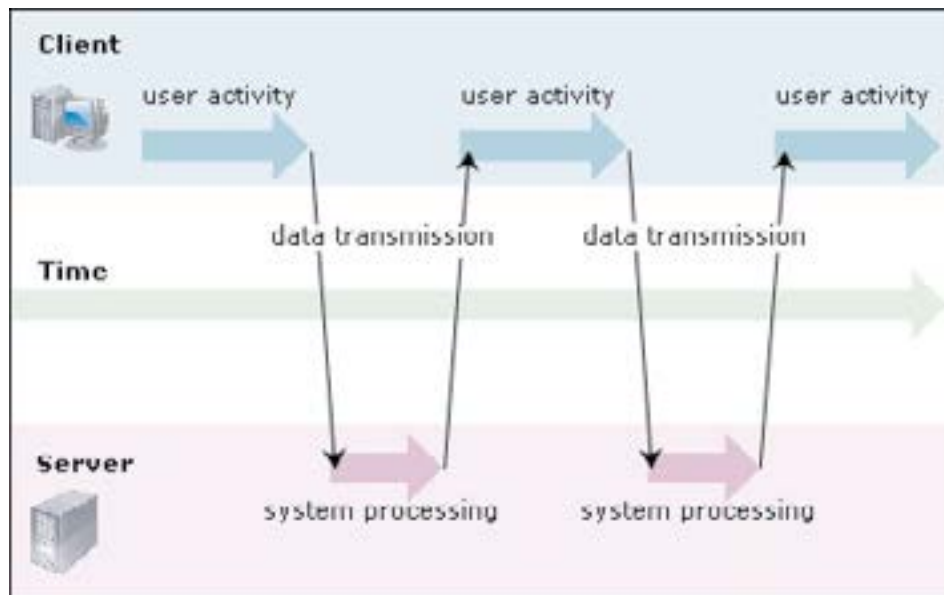 Client
user activity
user activity
user activity
data transmission
data transmission
Time
Server
system processing
system processing